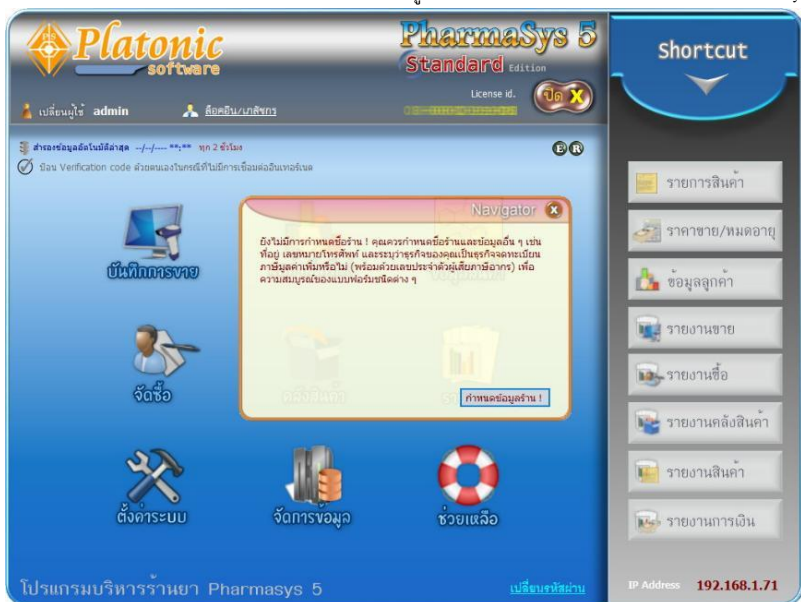 Platonic
software
PharmaSys 5
Standard Edition
License id.
ปิด X
เปลี่ยนผู้ใช้ admin
ล็อคอิน/เภสัชกร
สำรองข้อมูลอัตโนมัติล่าสุด --/--/---- **:** ทุก 2 ชั่วโมง
E R
ป้อน Verification code ด้วยตนเองในกรณีที่ไม่มีการเชื่อมต่ออินเทอร์เนต
Navigator X
ยังไม่มีการกำหนดชื่อร้าน ! คุณควรกำหนดชื่อร้านและข้อมูลอื่น ๆ เช่น
ที่อยู่ เลขหมายโทรศัพท์ และระบุว่าธุรกิจของคุณเป็นธุรกิจจดทะเบียน
ภาษีมูลค่าเพิ่มหรือไม่ (พร้อมด้วยเลขประจำตัวผู้เสียภาษีอากร) เพื่อ
ความสมบูรณ์ของแบบฟอร์มชนิดต่าง ๆ
กำหนดข้อมูลร้าน !
บันทึกการขาย
จัดซื้อ
คลังสินค้า
ตั้งค่าระบบ
จัดการข้อมูล
ช่วยเหลือ
โปรแกรมบริหารร้านยา Pharmasys 5
เปลี่ยนรหัสผ่าน
Shortcut
รายการสินค้า
ราคาขาย/หมดอายุ
ข้อมูลลูกค้า
รายงานขาย
รายงานซื้อ
รายงานคลังสินค้า
รายงานสินค้า
รายงานการเงิน
IP Address 192.168.1.71